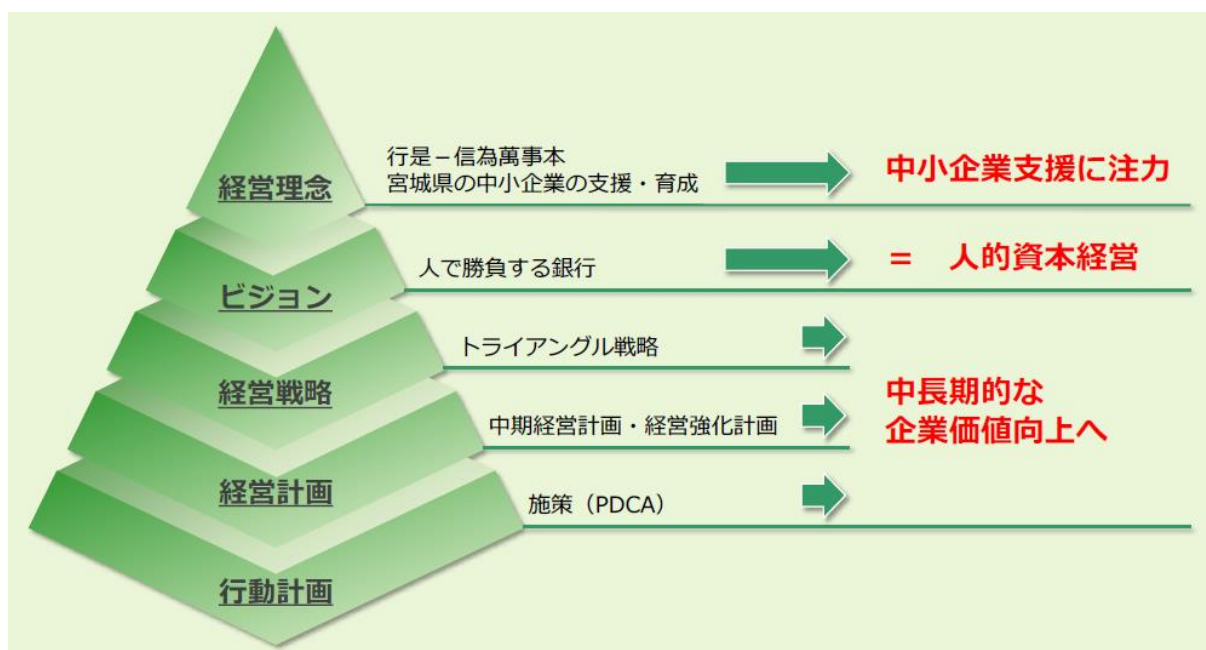 経営理念
行是－信為萬事本
宮城県の中小企業の支援・育成
中小企業支援に注力
ビジョン
人で勝負する銀行
＝　人的資本経営
経営戦略
トライアングル戦略
経営計画
中期経営計画・経営強化計画
中長期的な
企業価値向上へ
行動計画
施策（PDCA）